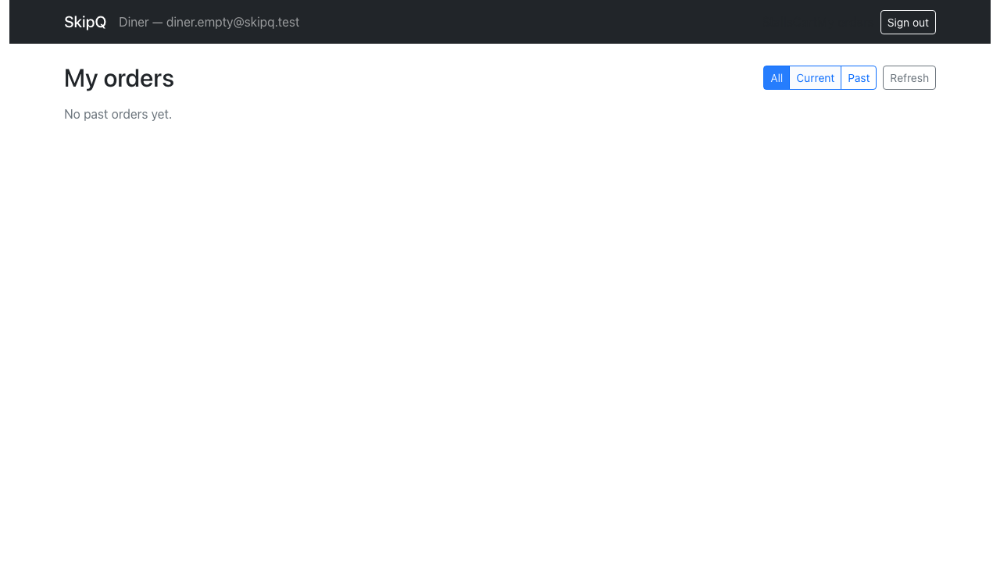 SkipQ Diner — diner.empty@skipq.test Sign out
My orders All Current Past Refresh
No past orders yet.